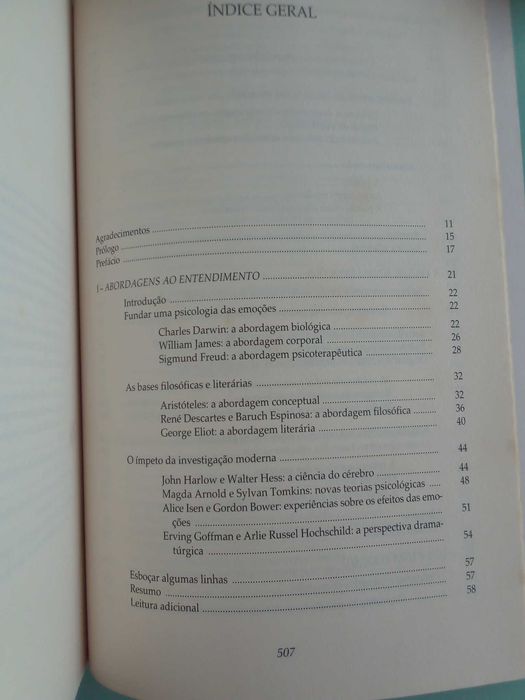 ÍNDICE GERAL
Agradecimentos ........ 11
Prólogo ........ 15
Prefácio ........ 17
I – ABORDAGENS AO ENTENDIMENTO ........ 21
Introdução ........ 22
Fundar uma psicologia das emoções ........ 22
Charles Darwin: a abordagem biológica ........ 22
William James: a abordagem corporal ........ 26
Sigmund Freud: a abordagem psicoterapêutica ........ 28
As bases filosóficas e literárias ........ 32
Aristóteles: a abordagem conceptual ........ 32
René Descartes e Baruch Espinosa: a abordagem filosófica ........ 36
George Eliot: a abordagem literária ........ 40
O ímpeto da investigação moderna ........ 44
John Harlow e Walter Hess: a ciência do cérebro ........ 44
Magda Arnold e Sylvan Tomkins: novas teorias psicológicas ..... 48
Alice Isen e Gordon Bower: experiências sobre os efeitos das emo-
ções ........ 51
Erving Goffman e Arlie Russel Hochschild: a perspectiva drama-
túrgica ........ 54
Esboçar algumas linhas ........ 57
Resumo ........ 57
Leitura adicional ........ 58
507